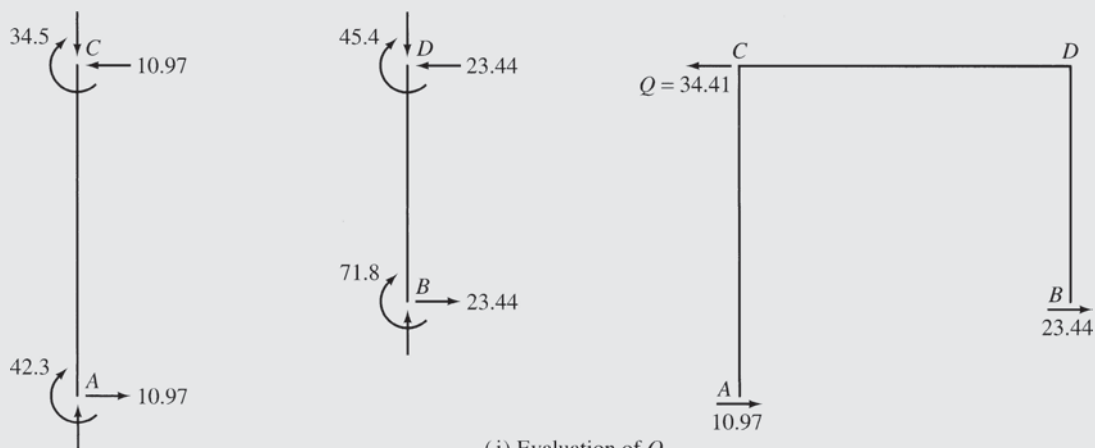 34.5
C
10.97
45.4
D
23.44
C
D
Q = 34.41
71.8
B
23.44
B
23.44
42.3
A
10.97
A
10.97
(i) Evaluation of Q